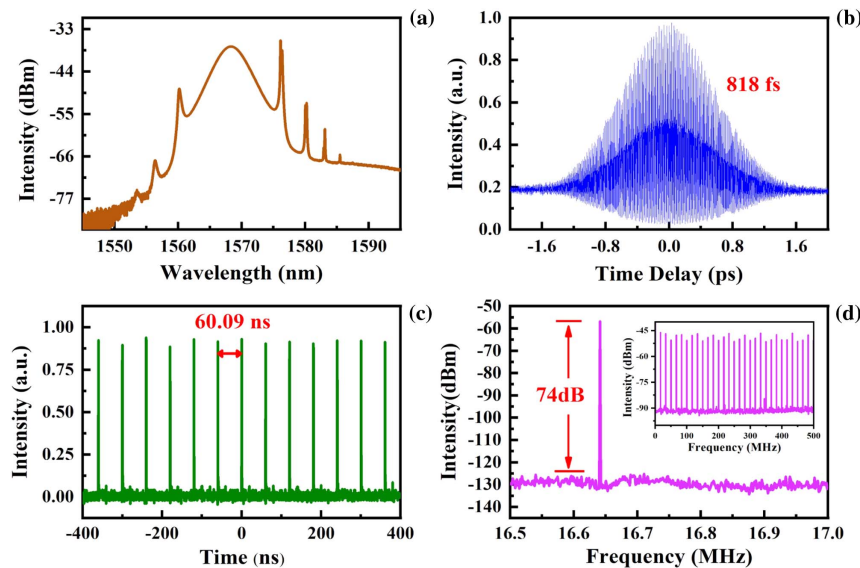 (a)
Intensity (dBm)
-33
-44
-55
-66
-77
1550 1560 1570 1580 1590
Wavelength (nm)
(b)
Intensity (a.u.)
1.0
0.8
0.6
0.4
0.2
0.0
818 fs
-1.6 -0.8 0.0 0.8 1.6
Time Delay (ps)
(c)
Intensity (a.u.)
1.00
0.75
0.50
0.25
0.00
60.09 ns
-400 -200 0 200 400
Time (ns)
(d)
Intensity(dBm)
-50
-60
-70
-80
-90
-100
-110
-120
-130
-140
74dB
16.5 16.6 16.7 16.8 16.9 17.0
Frequency (MHz)
Intensity (dBm)
-45
-60
-75
-90
0 100 200 300 400 500
Frequency (MHz)